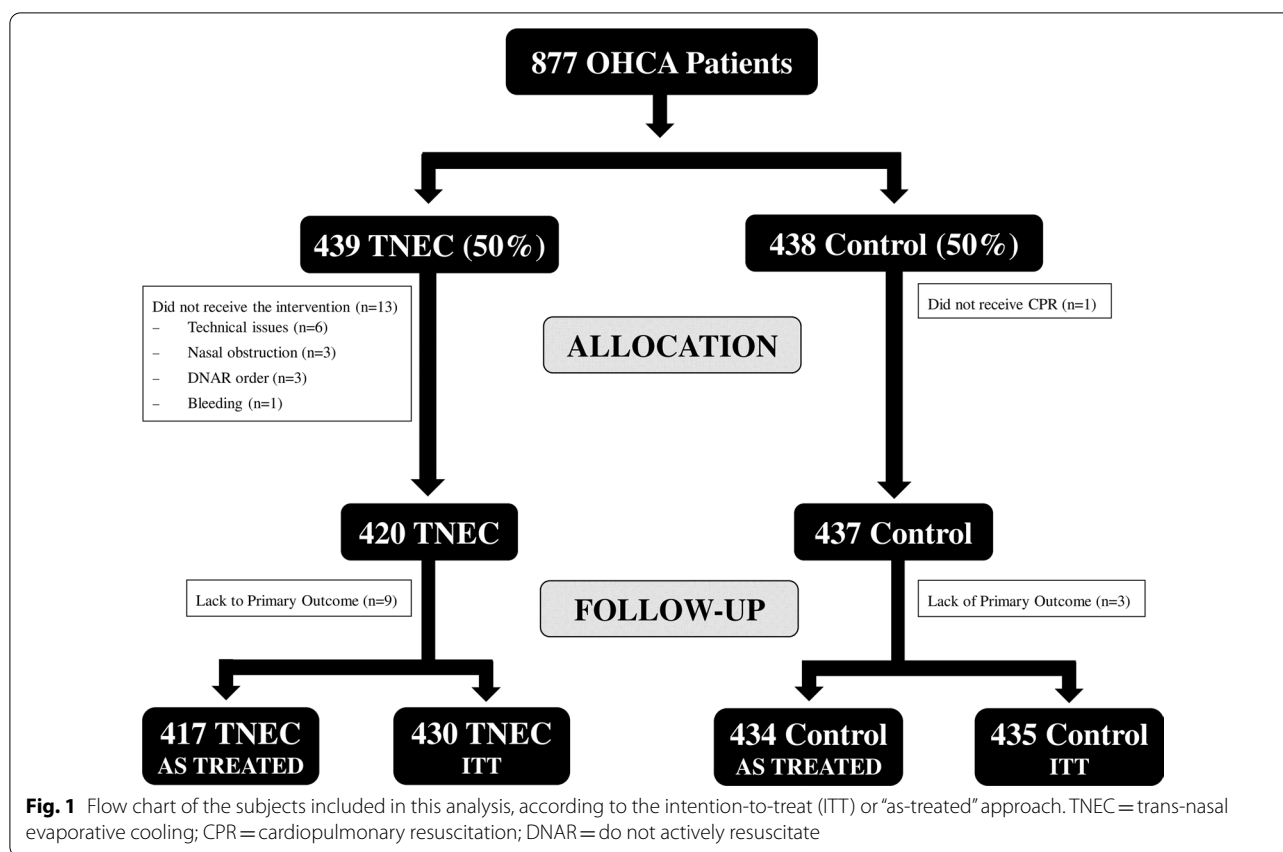 877 OHCA Patients
439 TNEC (50%)
438 Control (50%)
Did not receive the intervention (n=13)
– Technical issues (n=6)
– Nasal obstruction (n=3)
– DNAR order (n=3)
– Bleeding (n=1)
Did not receive CPR (n=1)
ALLOCATION
420 TNEC
437 Control
Lack to Primary Outcome (n=9)
FOLLOW-UP
Lack of Primary Outcome (n=3)
417 TNEC
AS TREATED
430 TNEC
ITT
434 Control
AS TREATED
435 Control
ITT
Fig. 1 Flow chart of the subjects included in this analysis, according to the intention-to-treat (ITT) or “as-treated” approach. TNEC = trans-nasal
evaporative cooling; CPR = cardiopulmonary resuscitation; DNAR = do not actively resuscitate